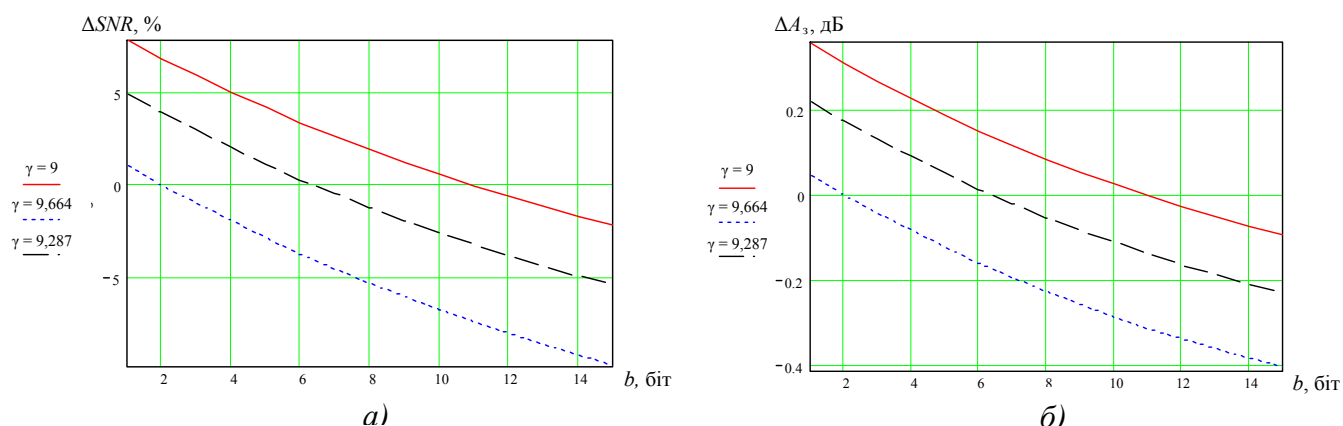 ΔSNR, %
5
0
−5
γ = 9
γ = 9,664
γ = 9,287
2 4 6 8 10 12 14
b, біт
а)
ΔAз, дБ
0.2
0
−0.2
−0.4
γ = 9
γ = 9,664
γ = 9,287
2 4 6 8 10 12 14
b, біт
б)